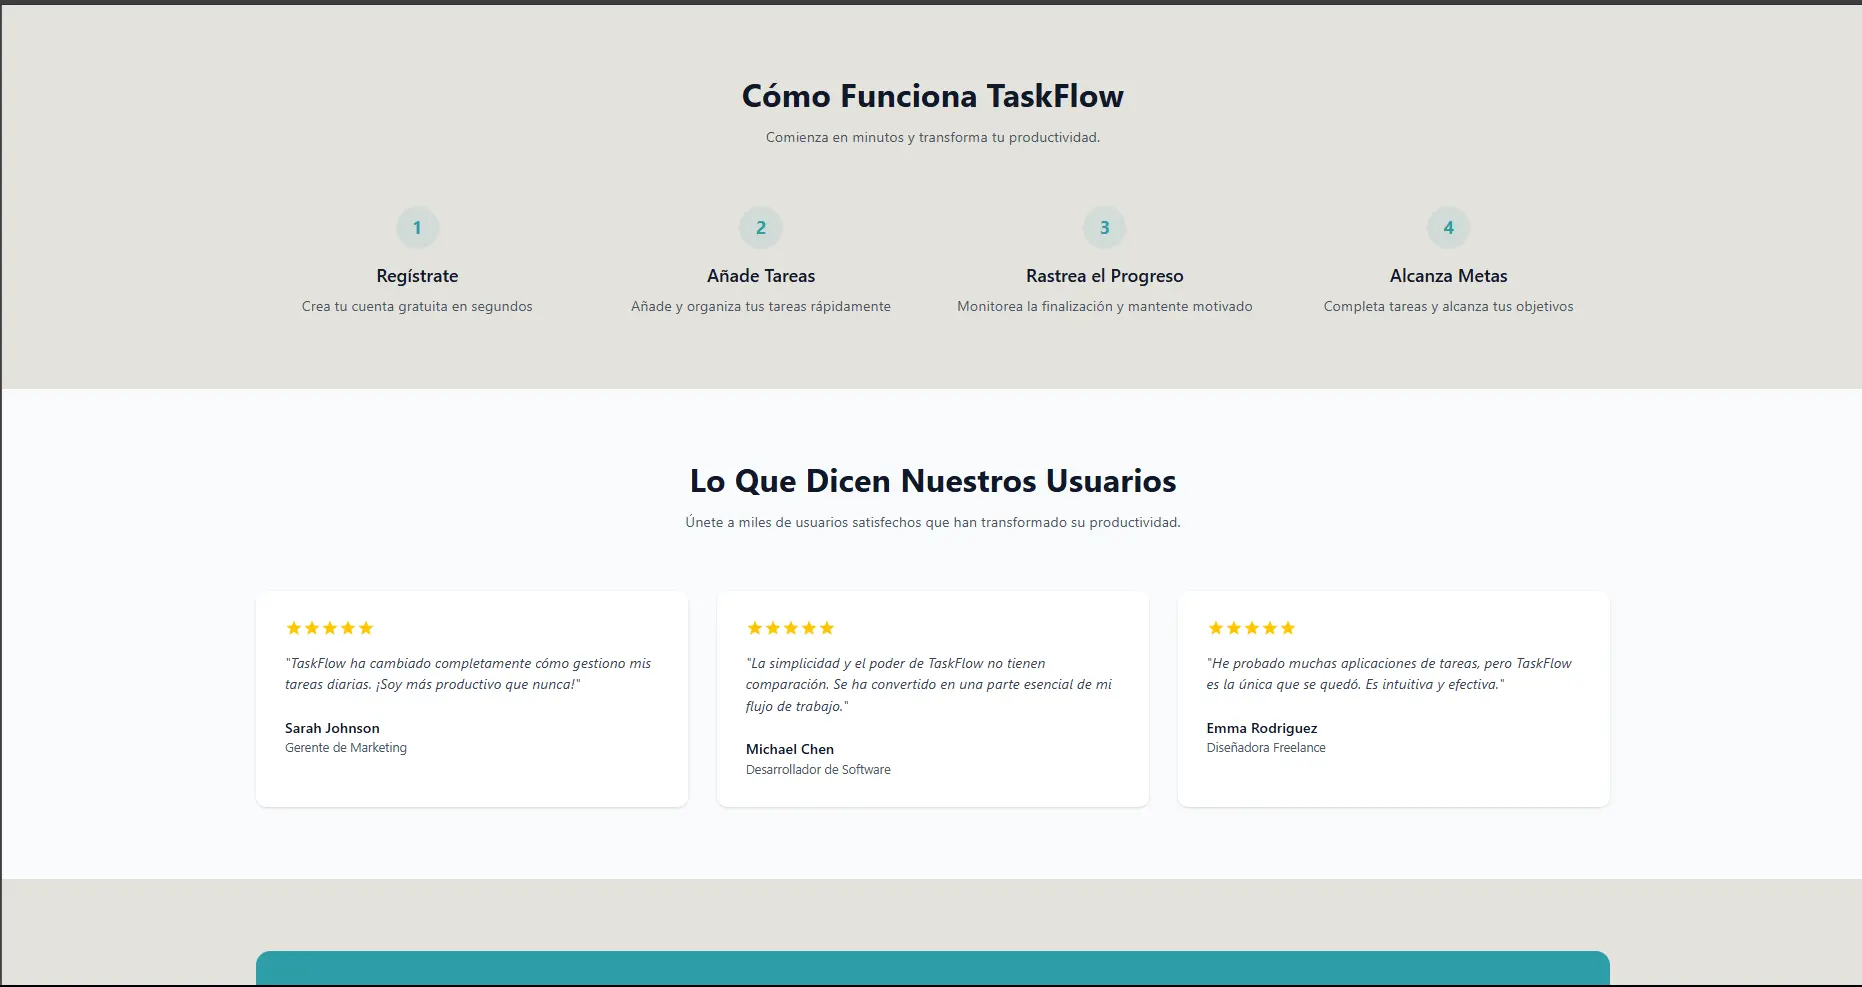 Cómo Funciona TaskFlow
Comienza en minutos y transforma tu productividad.
1
Regístrate
Crea tu cuenta gratuita en segundos
2
Añade Tareas
Añade y organiza tus tareas rápidamente
3
Rastrea el Progreso
Monitorea la finalización y mantente motivado
4
Alcanza Metas
Completa tareas y alcanza tus objetivos
Lo Que Dicen Nuestros Usuarios
Únete a miles de usuarios satisfechos que han transformado su productividad.
"TaskFlow ha cambiado completamente cómo gestiono mis
tareas diarias. ¡Soy más productivo que nunca!"
Sarah Johnson
Gerente de Marketing
"La simplicidad y el poder de TaskFlow no tienen
comparación. Se ha convertido en una parte esencial de mi
flujo de trabajo."
Michael Chen
Desarrollador de Software
"He probado muchas aplicaciones de tareas, pero TaskFlow
es la única que se quedó. Es intuitiva y efectiva."
Emma Rodriguez
Diseñadora Freelance